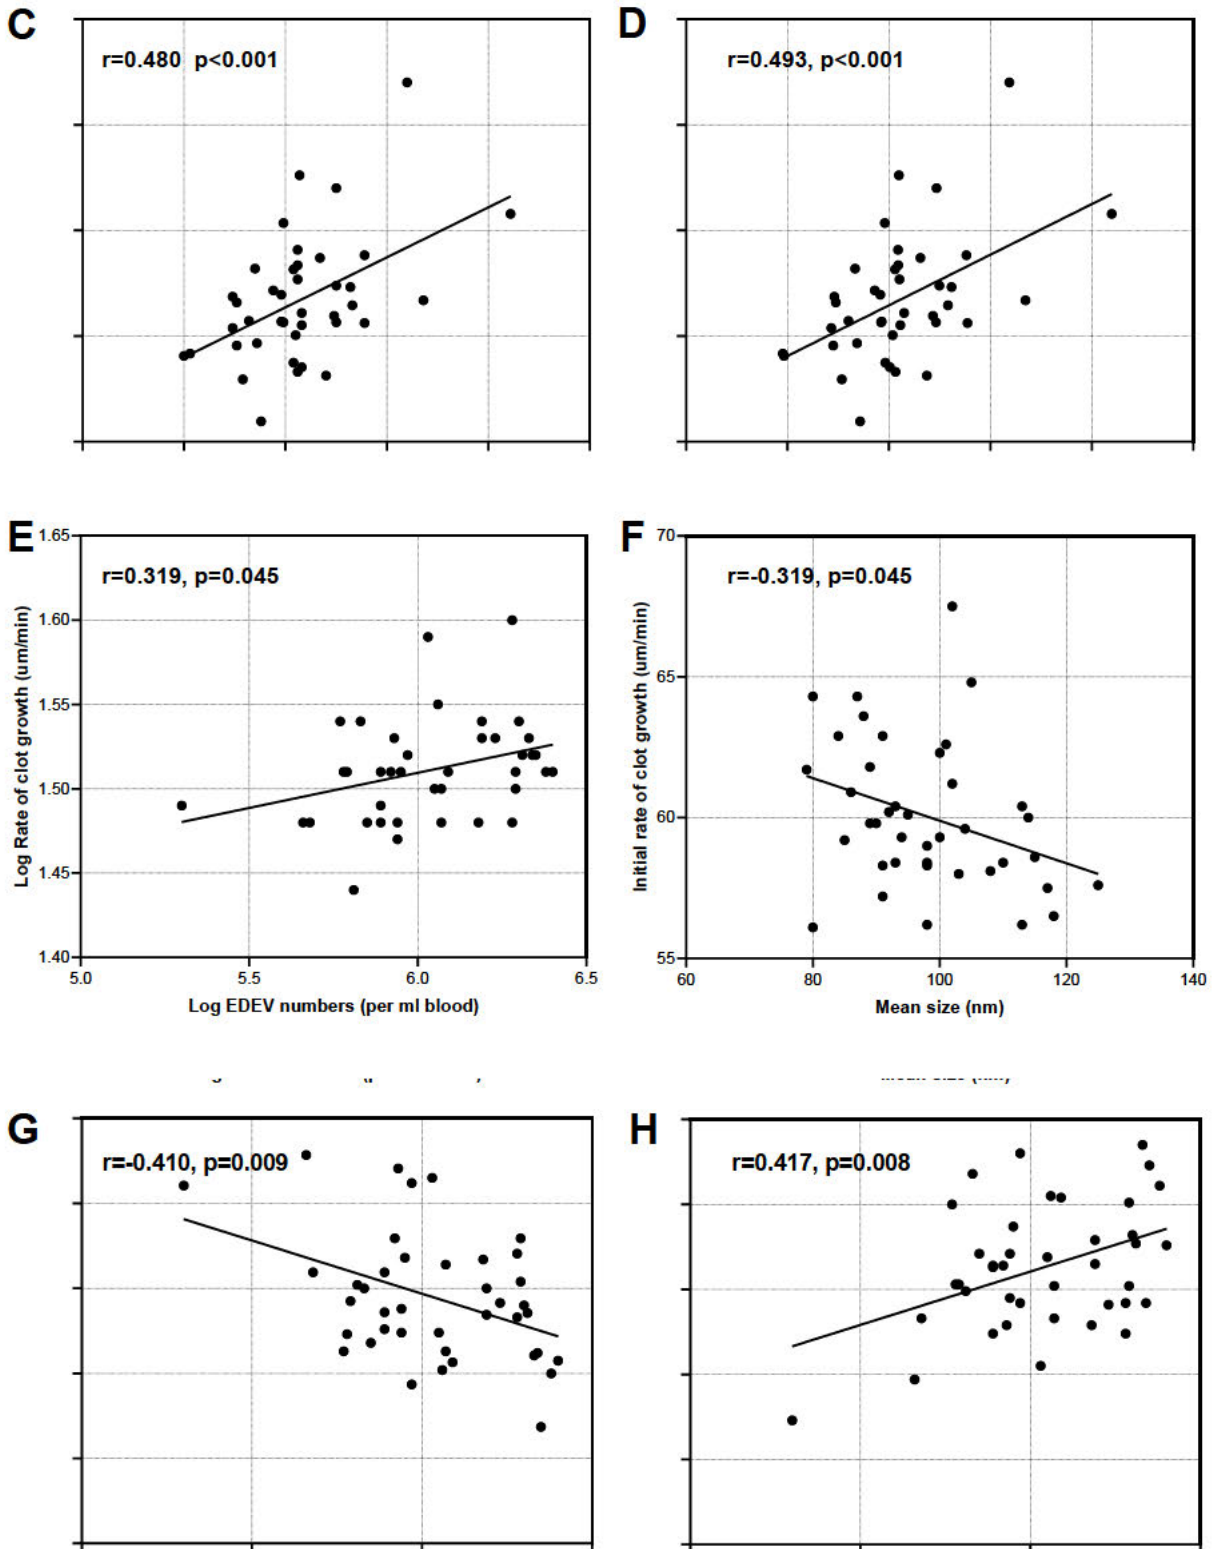 C
r=0.480 p<0.001
D
r=0.493, p<0.001
E
r=0.319, p=0.045
Log Rate of clot growth (um/min)
1.65
1.60
1.55
1.50
1.45
1.40
5.0
5.5
6.0
6.5
Log EDEV numbers (per ml blood)
F
r=-0.319, p=0.045
Initial rate of clot growth (um/min)
70
65
60
55
60
80
100
120
140
Mean size (nm)
G
r=-0.410, p=0.009
H
r=0.417, p=0.008